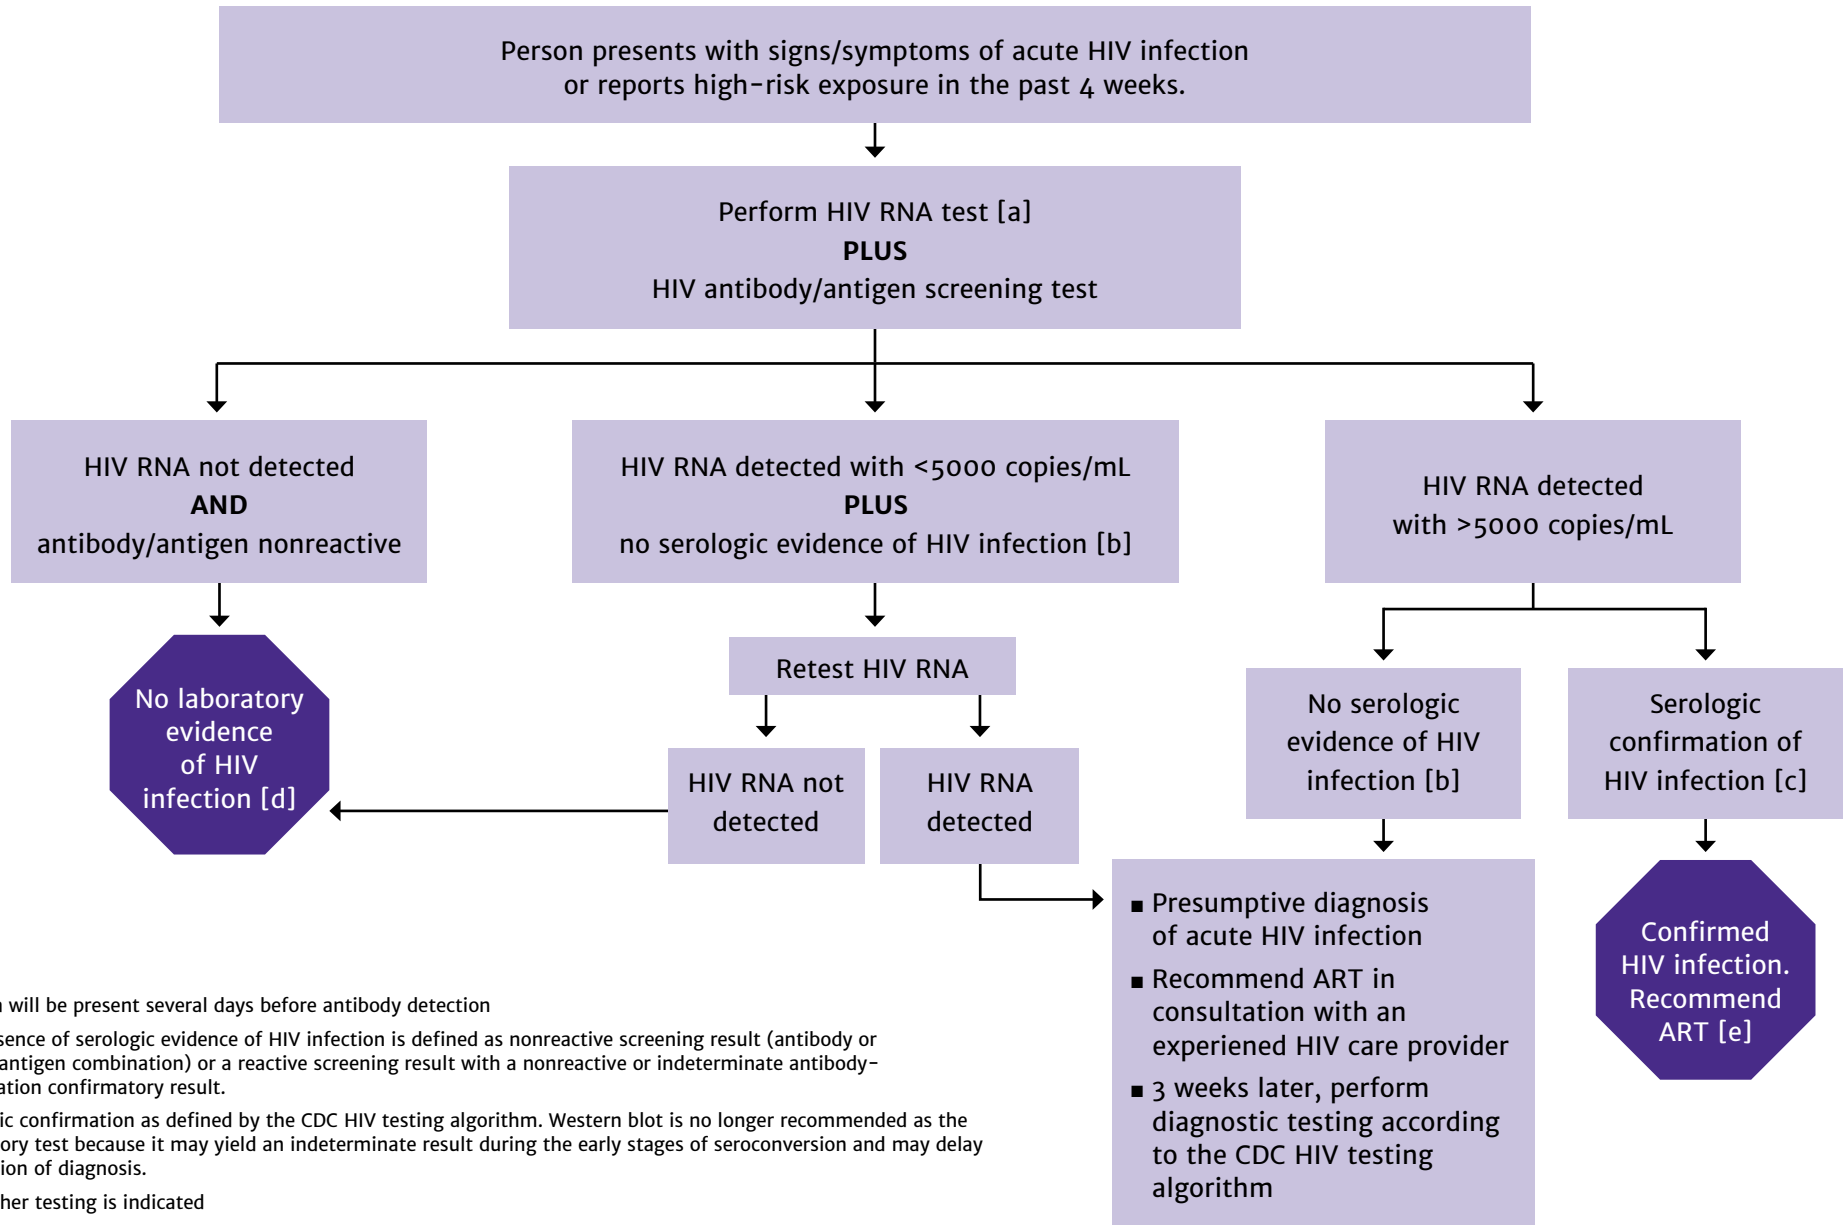 Person presents with signs/symptoms of acute HIV infection
or reports high-risk exposure in the past 4 weeks.
Perform HIV RNA test [a]
PLUS
HIV antibody/antigen screening test
HIV RNA not detected
AND
antibody/antigen nonreactive
HIV RNA detected with <5000 copies/mL
PLUS
no serologic evidence of HIV infection [b]
HIV RNA detected
with >5000 copies/mL
No laboratory
evidence
of HIV
infection [d]
Retest HIV RNA
HIV RNA not
detected
HIV RNA
detected
No serologic
evidence of HIV
infection [b]
Serologic
confirmation of
HIV infection [c]
■ Presumptive diagnosis
of acute HIV infection
■ Recommend ART in
consultation with an
experiened HIV care provider
■ 3 weeks later, perform
diagnostic testing according
to the CDC HIV testing
algorithm
Confirmed
HIV infection.
Recommend
ART [e]
will be present several days before antibody detection
sence of serologic evidence of HIV infection is defined as nonreactive screening result (antibody or
antigen combination) or a reactive screening result with a nonreactive or indeterminate antibody-
ation confirmatory result.
ic confirmation as defined by the CDC HIV testing algorithm. Western blot is no longer recommended as the
ory test because it may yield an indeterminate result during the early stages of seroconversion and may delay
ion of diagnosis.
her testing is indicated